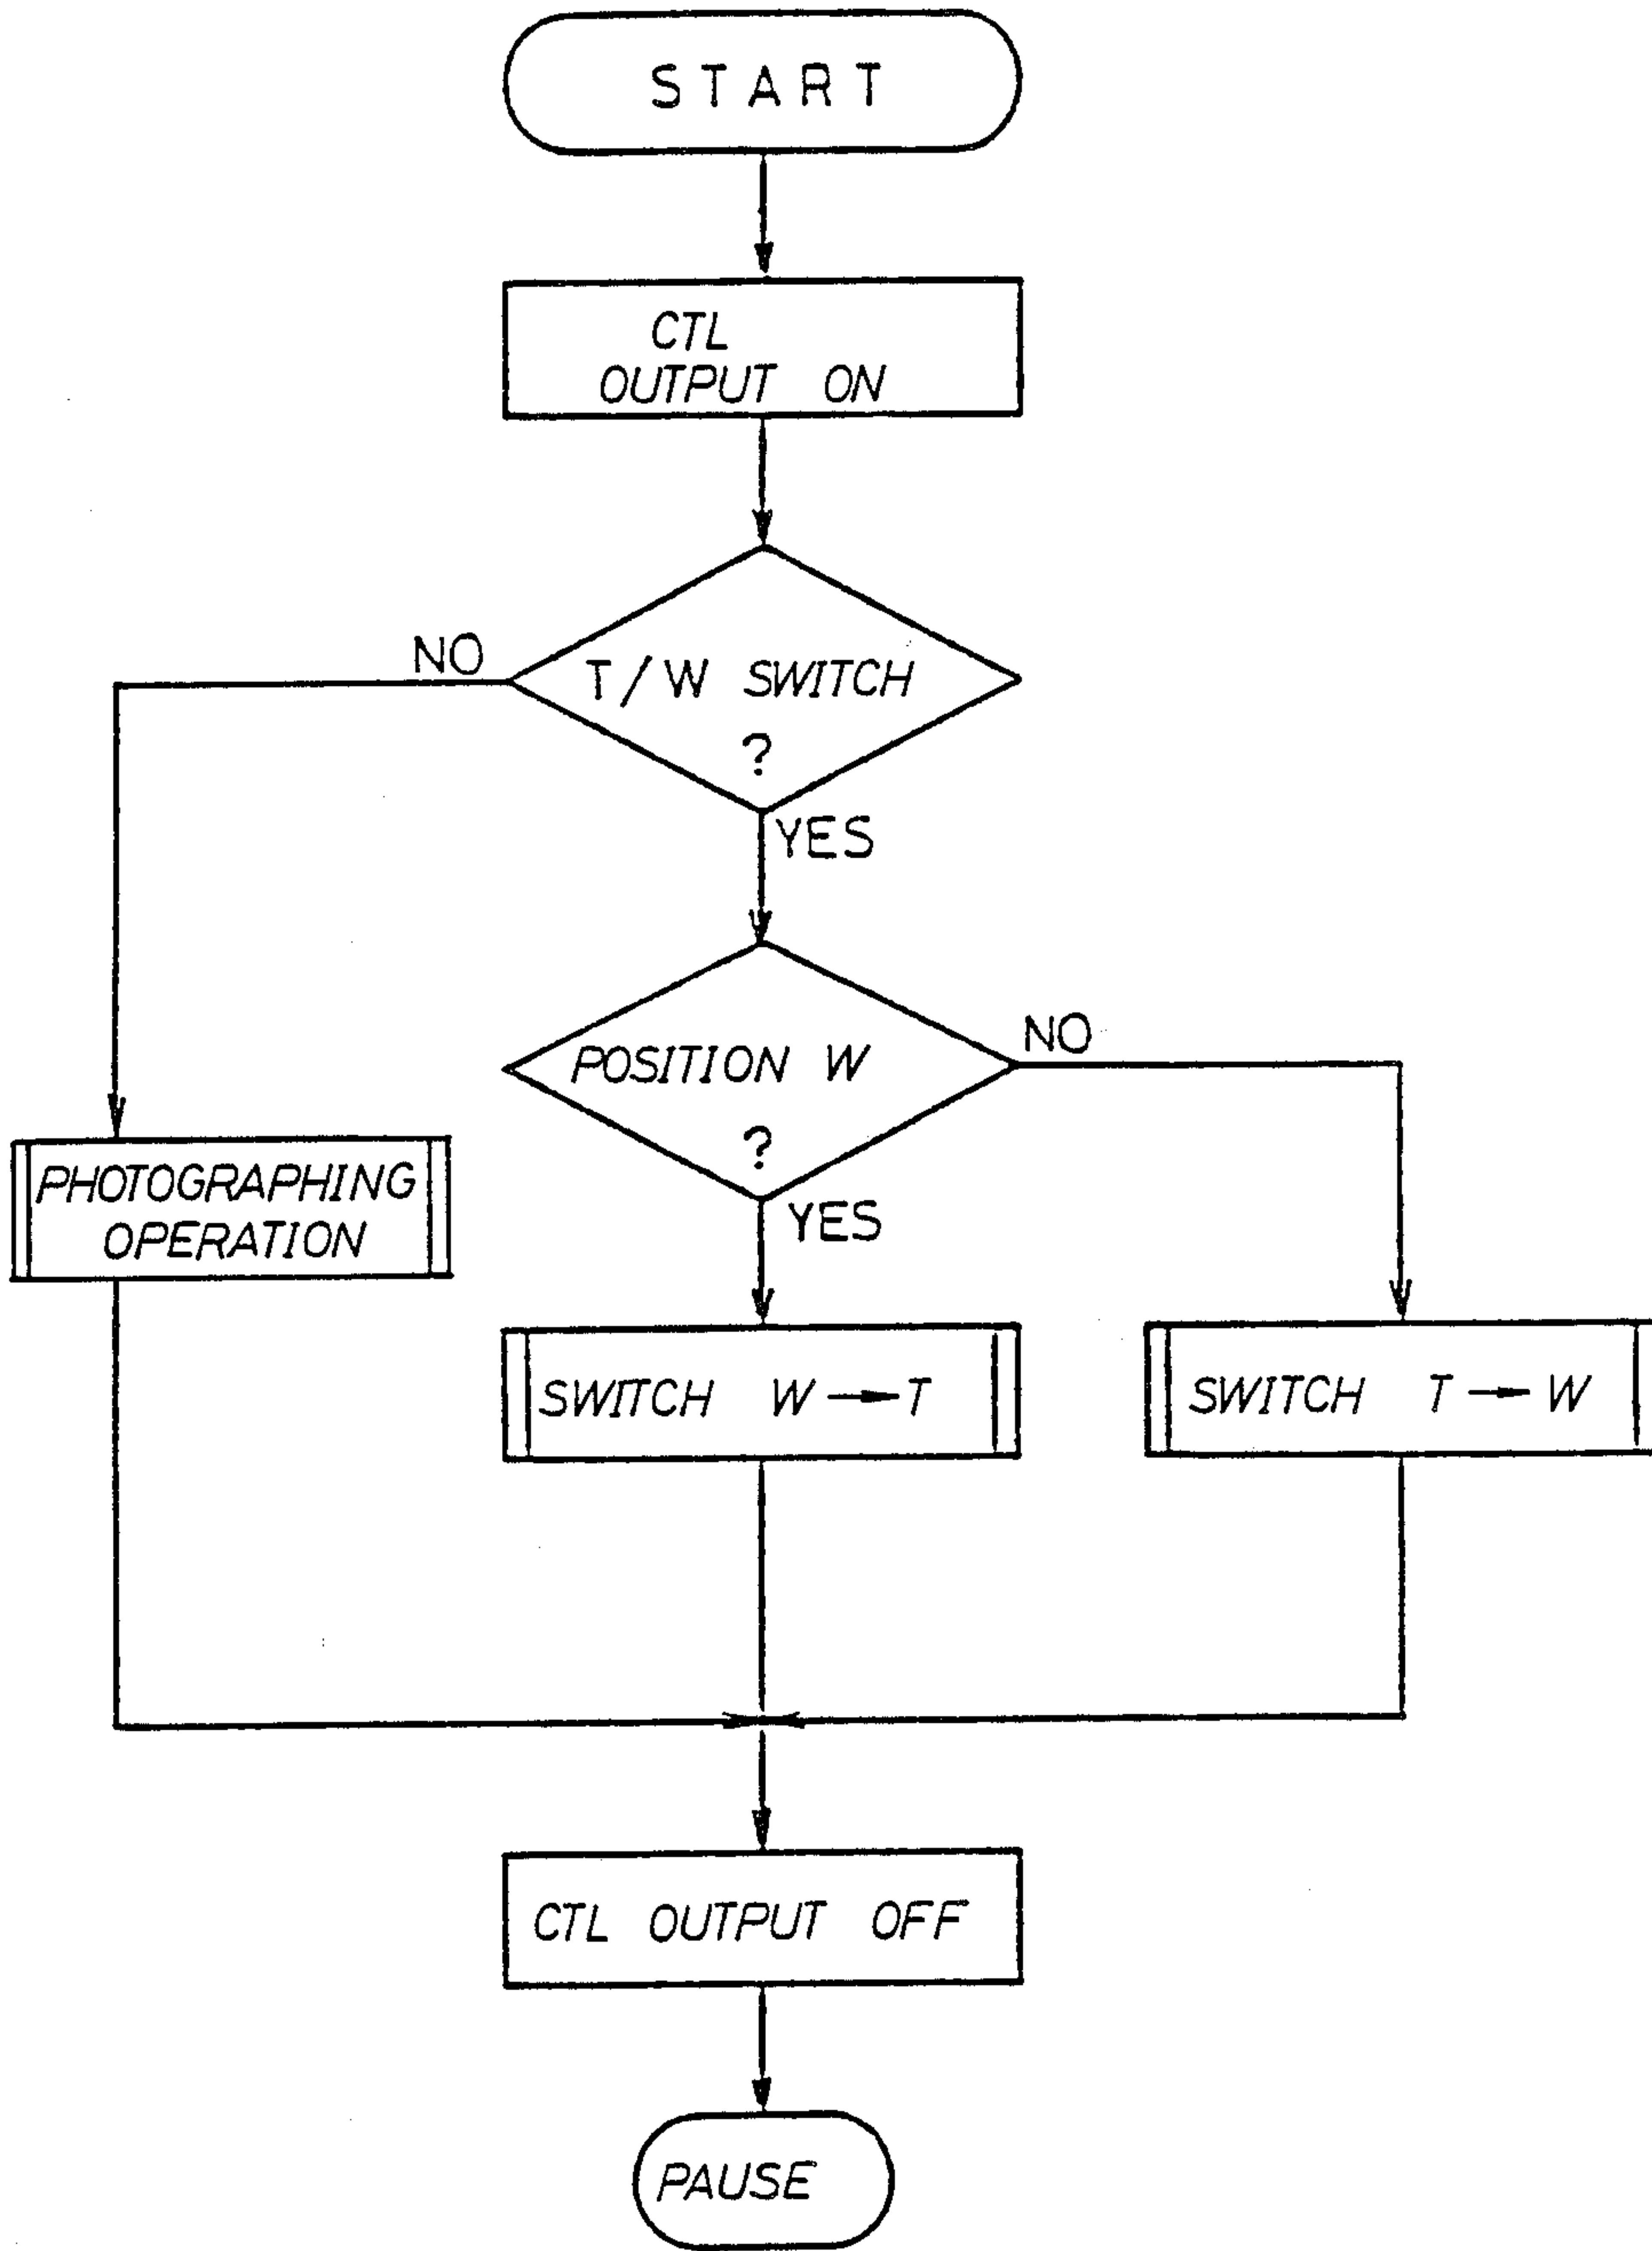 START
CTL
OUTPUT ON
NO
T/W SWITCH
?
YES
POSITION W
?
NO
YES
PHOTOGRAPHING
OPERATION
SWITCH W→T
SWITCH T→W
CTL OUTPUT OFF
PAUSE